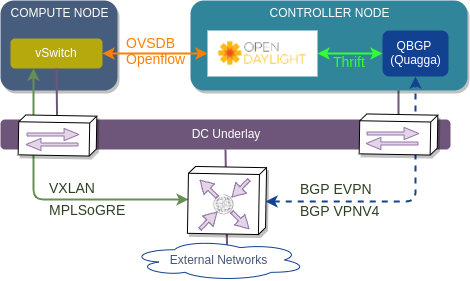 COMPUTE NODE
CONTROLLER NODE
vSwitch
OVSDB
Openflow
OPEN
DAYLIGHT
Thrift
QBGP
(Quagga)
DC Underlay
VXLAN
MPLSoGRE
BGP EVPN
BGP VPNV4
External Networks